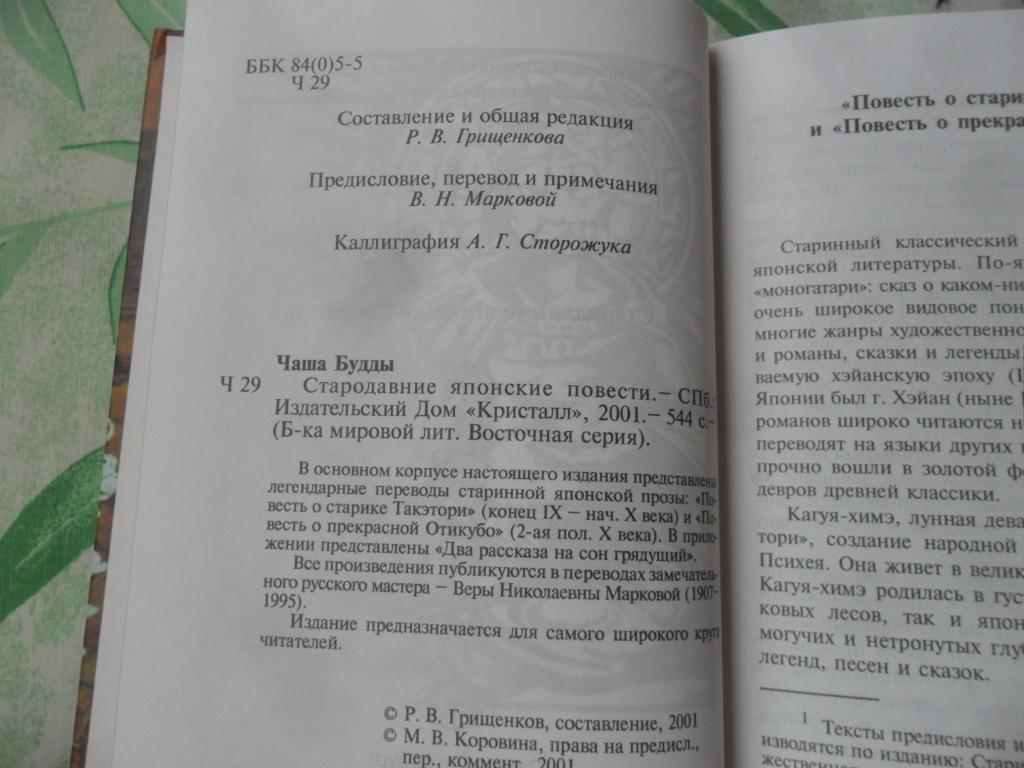 ББК 84(0)5-5
Ч 29
Составление и общая редакция
Р. В. Грищенкова
Предисловие, перевод и примечания
В. Н. Марковой
Каллиграфия А. Г. Сторожука
Чаша Будды
Ч 29 Стародавние японские повести.– СПб.:
Издательский Дом «Кристалл», 2001.– 544 с.–
(Б-ка мировой лит. Восточная серия).
В основном корпусе настоящего издания представлены
легендарные переводы старинной японской прозы: «По-
весть о старике Такэтори» (конец IX – нач. X века) и «По-
весть о прекрасной Отикубо» (2-ая пол. X века). В прило-
жении представлены «Два рассказа на сон грядущий».
Все произведения публикуются в переводах замечатель-
ного русского мастера – Веры Николаевны Марковой (1907–
1995).
Издание предназначается для самого широкого круга
читателей.
© Р. В. Грищенков, составление, 2001
© М. В. Коровина, права на предисл.,
пер., коммент. 2001
«Повесть о стари
и «Повесть о прекра
Старинный классический
японской литературы. По-я
«моногатари»: сказ о каком-ни
очень широкое видовое пон
многие жанры художественно
и романы, сказки и легенды.
ваемую хэйанскую эпоху (I
Японии был г. Хэйан (ныне
романов широко читаются н
переводят на языки других
прочно вошли в золотой ф
девров древней классики.
Кагуя-химэ, лунная дева
тори», создание народной
Психея. Она живет в велик
Кагуя-химэ родилась в густ
ковых лесов, так и япон
могучих и нетронутых глу
легенд, песен и сказок.
1 Тексты предисловия и
изводятся по изданию: Стари
жественная